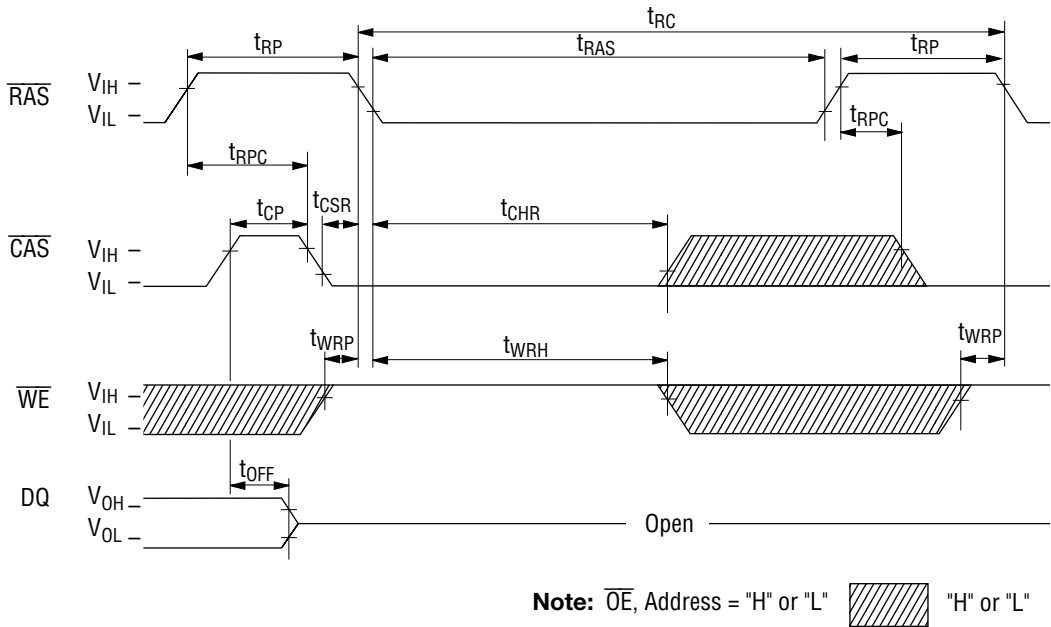 tRC
tRP
tRAS
tRP
RAS
VIH
VIL
tRPC
tRPC
tCP
tCSR
tCHR
CAS
VIH
VIL
tWRP
tWRH
tWRP
WE
VIH
VIL
tOFF
DQ
VOH
VOL
Open
Note: OE, Address = "H" or "L"
"H" or "L"